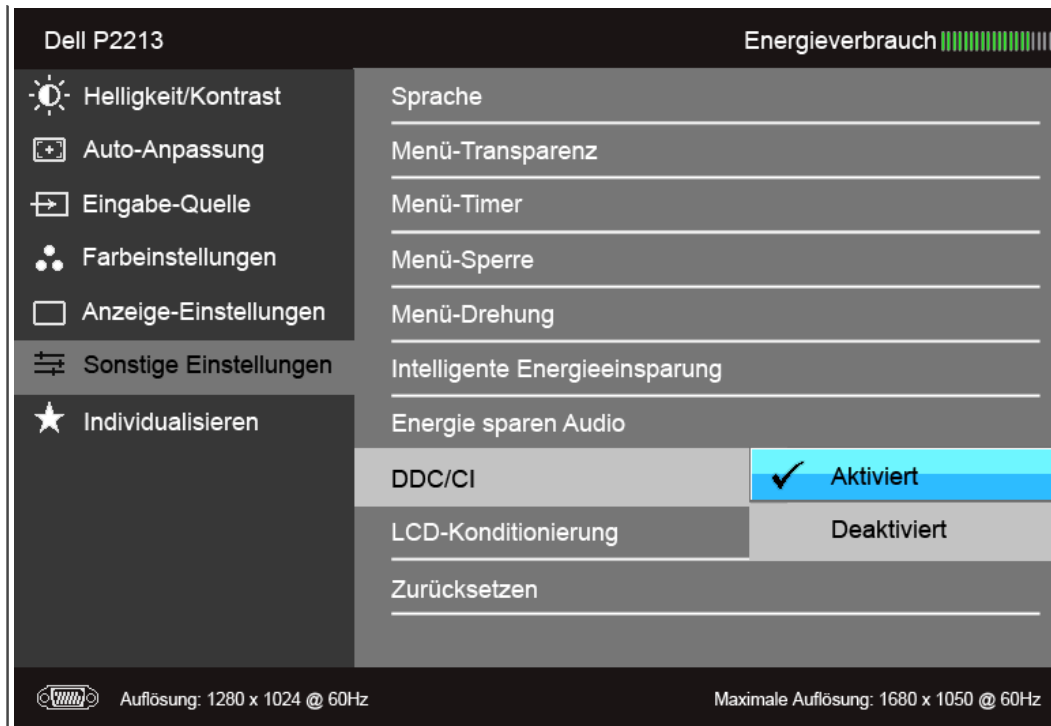 Dell P2213
Energieverbrauch
Helligkeit/Kontrast
Auto-Anpassung
Eingabe-Quelle
Farbeinstellungen
Anzeige-Einstellungen
Sonstige Einstellungen
Individualisieren
Sprache
Menü-Transparenz
Menü-Timer
Menü-Sperre
Menü-Drehung
Intelligente Energieeinsparung
Energie sparen Audio
DDC/CI
Aktiviert
Deaktiviert
LCD-Konditionierung
Zurücksetzen
Auflösung: 1280 x 1024 @ 60Hz
Maximale Auflösung: 1680 x 1050 @ 60Hz